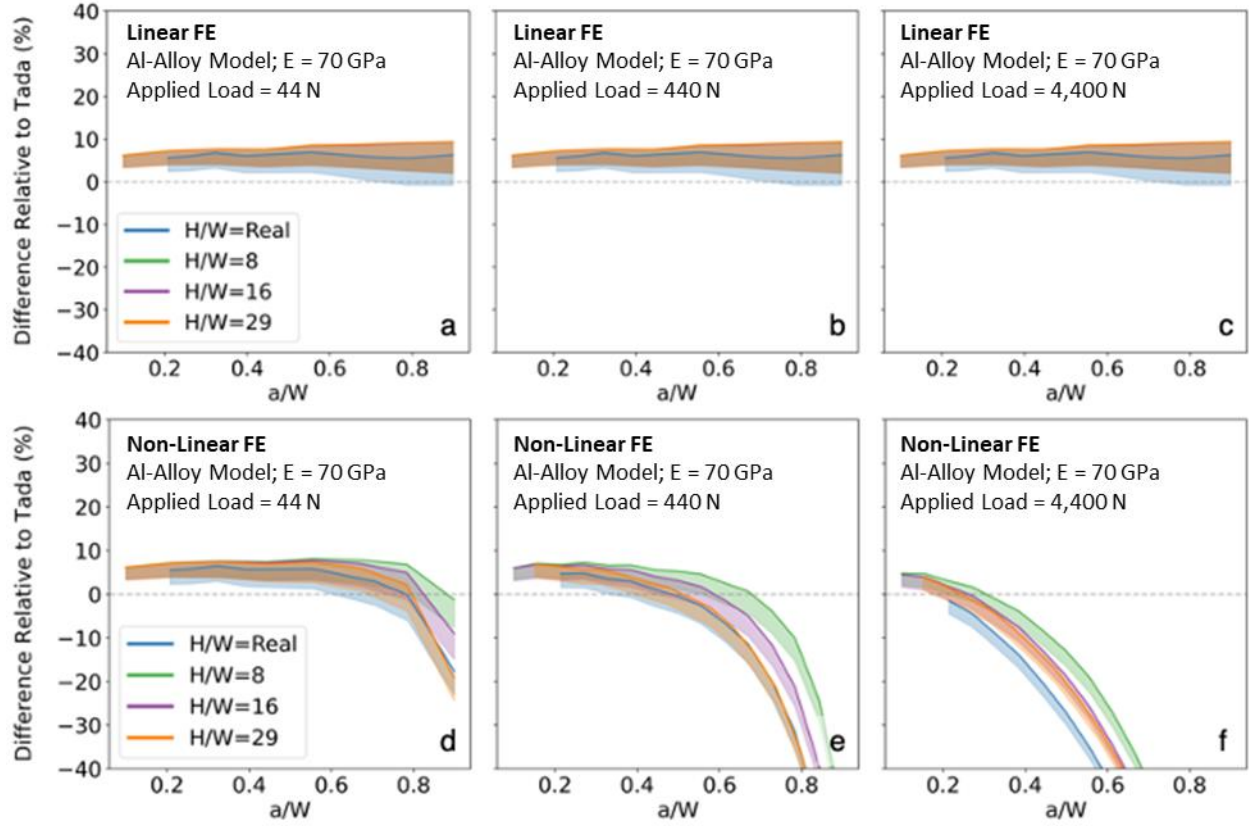 Difference Relative to Tada (%)
40
30
20
10
0
−10
−20
−30
−40
Linear FE
Al-Alloy Model; E = 70 GPa
Applied Load = 44 N
H/W=Real
H/W=8
H/W=16
H/W=29
a
0.2 0.4 0.6 0.8
a/W
Linear FE
Al-Alloy Model; E = 70 GPa
Applied Load = 440 N
b
0.2 0.4 0.6 0.8
a/W
Linear FE
Al-Alloy Model; E = 70 GPa
Applied Load = 4,400 N
c
0.2 0.4 0.6 0.8
a/W
Difference Relative to Tada (%)
40
30
20
10
0
−10
−20
−30
−40
Non-Linear FE
Al-Alloy Model; E = 70 GPa
Applied Load = 44 N
H/W=Real
H/W=8
H/W=16
H/W=29
d
0.2 0.4 0.6 0.8
a/W
Non-Linear FE
Al-Alloy Model; E = 70 GPa
Applied Load = 440 N
e
0.2 0.4 0.6 0.8
a/W
Non-Linear FE
Al-Alloy Model; E = 70 GPa
Applied Load = 4,400 N
f
0.2 0.4 0.6 0.8
a/W